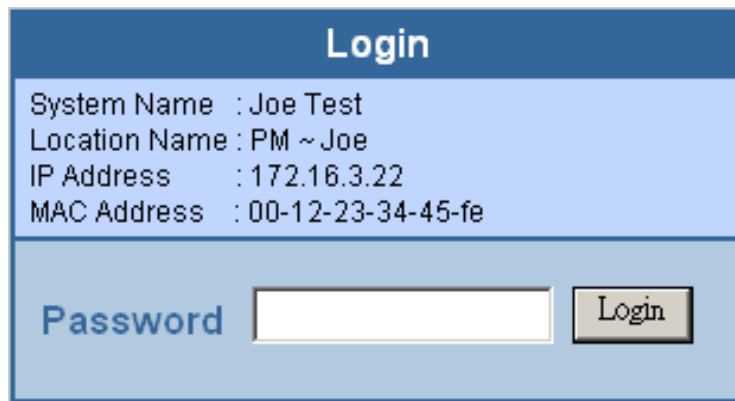 Login
System Name : Joe Test
Location Name : PM ~ Joe
IP Address : 172.16.3.22
MAC Address : 00-12-23-34-45-fe
Password Login